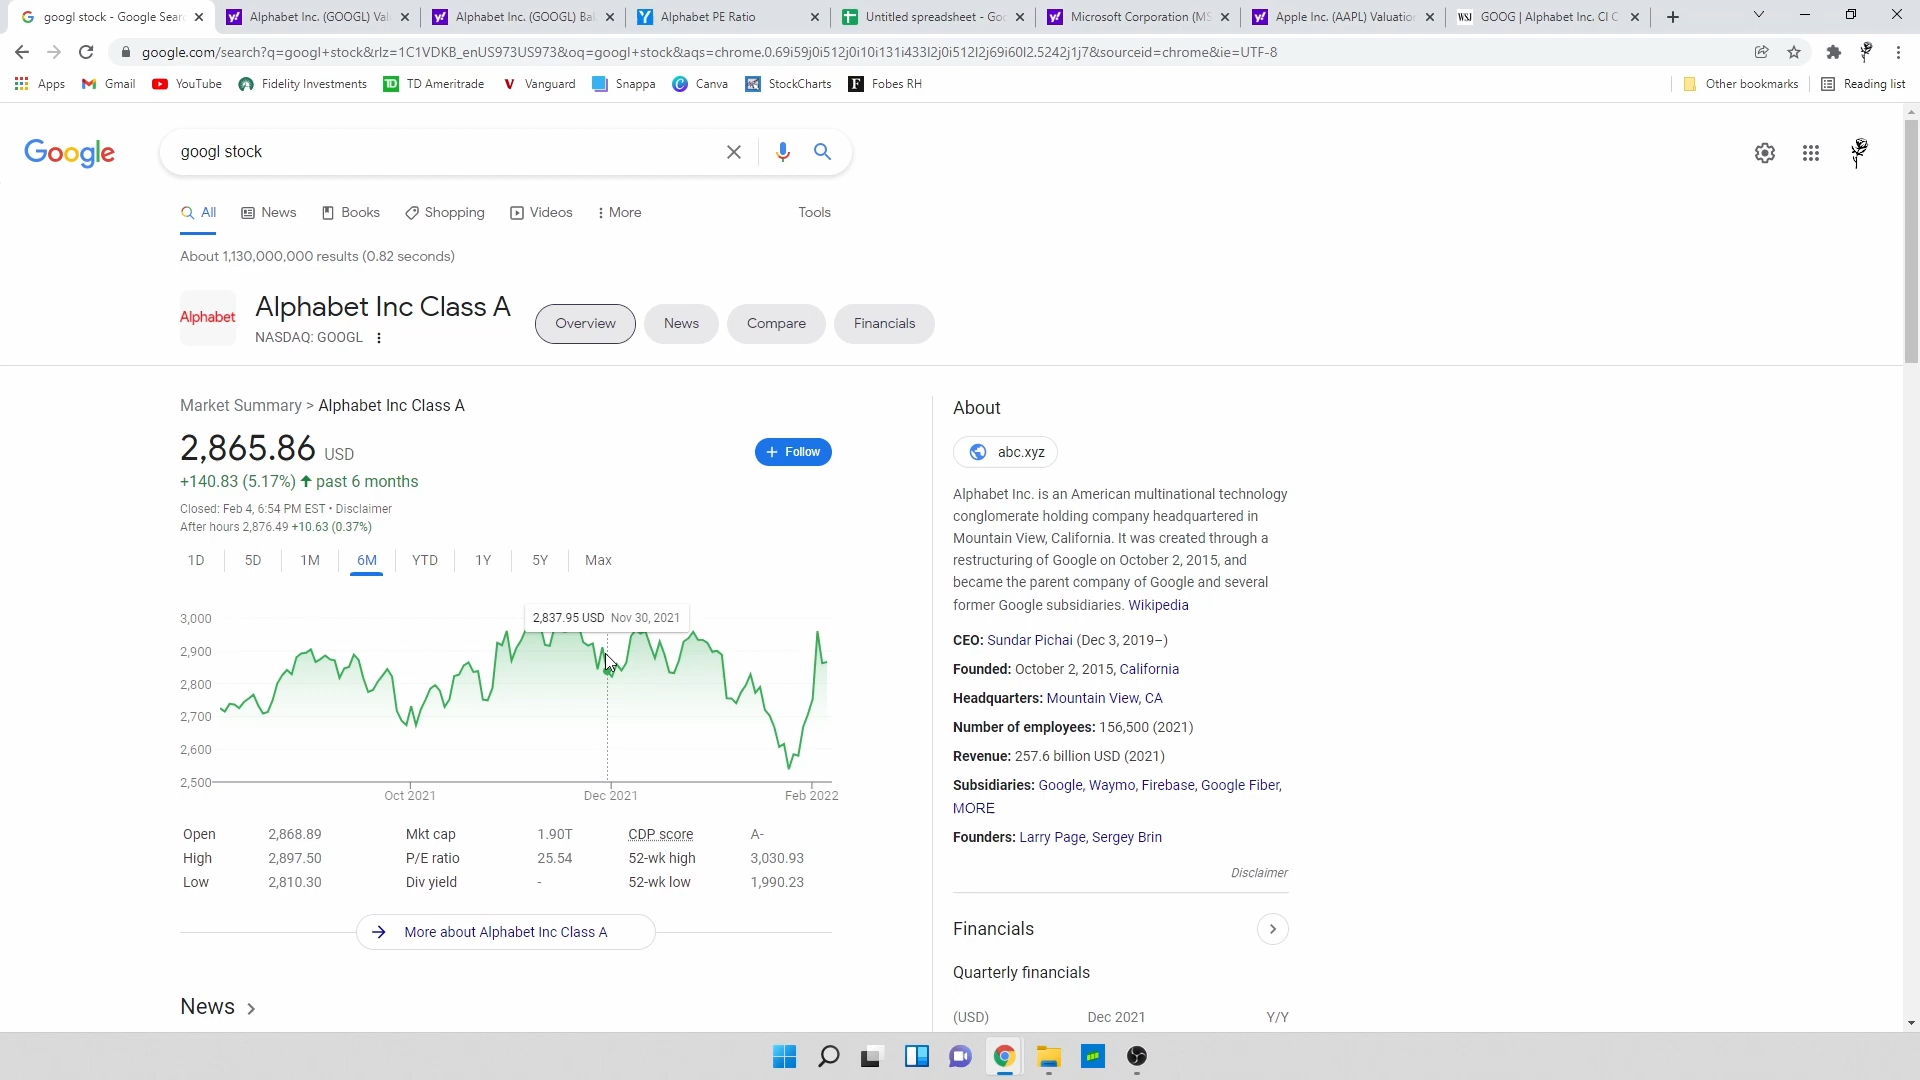 googl stock - Google Sear
Alphabet Inc. (GOOGL) Val
Alphabet Inc. (GOOGL) Bal
Alphabet PE Ratio
Untitled spreadsheet - Goo
Microsoft Corporation (MS
Apple Inc. (AAPL) Valuatio
WSJ GOOG | Alphabet Inc. Cl C
google.com/search?q=googl+stock&rlz=1C1VDKB_enUS973US973&oq=googl+stock&aqs=chrome.0.69i59j0i512j0i10i131i433l2j0i512l2j69i60l2.5242j1j7&sourceid=chrome&ie=UTF-8
Apps
Gmail
YouTube
Fidelity Investments
TD Ameritrade
Vanguard
Snappa
Canva
StockCharts
Fobes RH
Other bookmarks
Reading list
Google
googl stock
All
News
Books
Shopping
Videos
More
Tools
About 1,130,000,000 results (0.82 seconds)
Alphabet
Alphabet Inc Class A
NASDAQ: GOOGL
Overview
News
Compare
Financials
Market Summary > Alphabet Inc Class A
2,865.86 USD
+ Follow
+140.83 (5.17%) past 6 months
Closed: Feb 4, 6:54 PM EST • Disclaimer
After hours 2,876.49 +10.63 (0.37%)
1D 5D 1M 6M YTD 1Y 5Y Max
2,837.95 USD Nov 30, 2021
3,000
2,900
2,800
2,700
2,600
2,500
Oct 2021 Dec 2021 Feb 2022
Open 2,868.89 Mkt cap 1.90T CDP score A-
High 2,897.50 P/E ratio 25.54 52-wk high 3,030.93
Low 2,810.30 Div yield - 52-wk low 1,990.23
More about Alphabet Inc Class A
News
About
abc.xyz
Alphabet Inc. is an American multinational technology
conglomerate holding company headquartered in
Mountain View, California. It was created through a
restructuring of Google on October 2, 2015, and
became the parent company of Google and several
former Google subsidiaries. Wikipedia
CEO: Sundar Pichai (Dec 3, 2019–)
Founded: October 2, 2015, California
Headquarters: Mountain View, CA
Number of employees: 156,500 (2021)
Revenue: 257.6 billion USD (2021)
Subsidiaries: Google, Waymo, Firebase, Google Fiber,
MORE
Founders: Larry Page, Sergey Brin
Disclaimer
Financials
Quarterly financials
(USD) Dec 2021 Y/Y